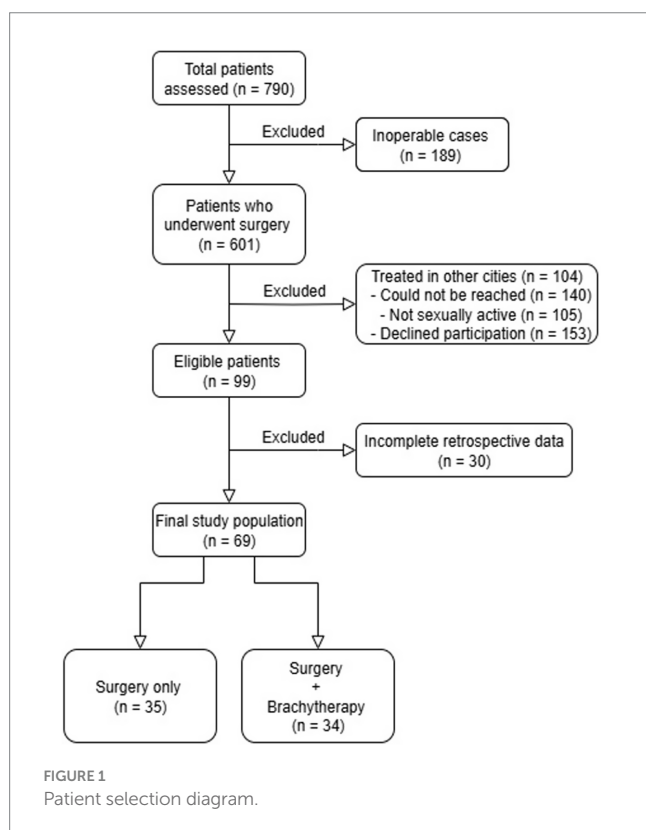 Total patients
assessed (n = 790)
Excluded
Inoperable cases
(n = 189)
Patients who
underwent surgery
(n = 601)
Excluded
Treated in other cities (n = 104)
- Could not be reached (n = 140)
- Not sexually active (n = 105)
- Declined participation (n = 153)
Eligible patients
(n = 99)
Excluded
Incomplete retrospective data
(n = 30)
Final study population
(n = 69)
Surgery only
(n = 35)
Surgery
+
Brachytherapy
(n = 34)
FIGURE 1
Patient selection diagram.